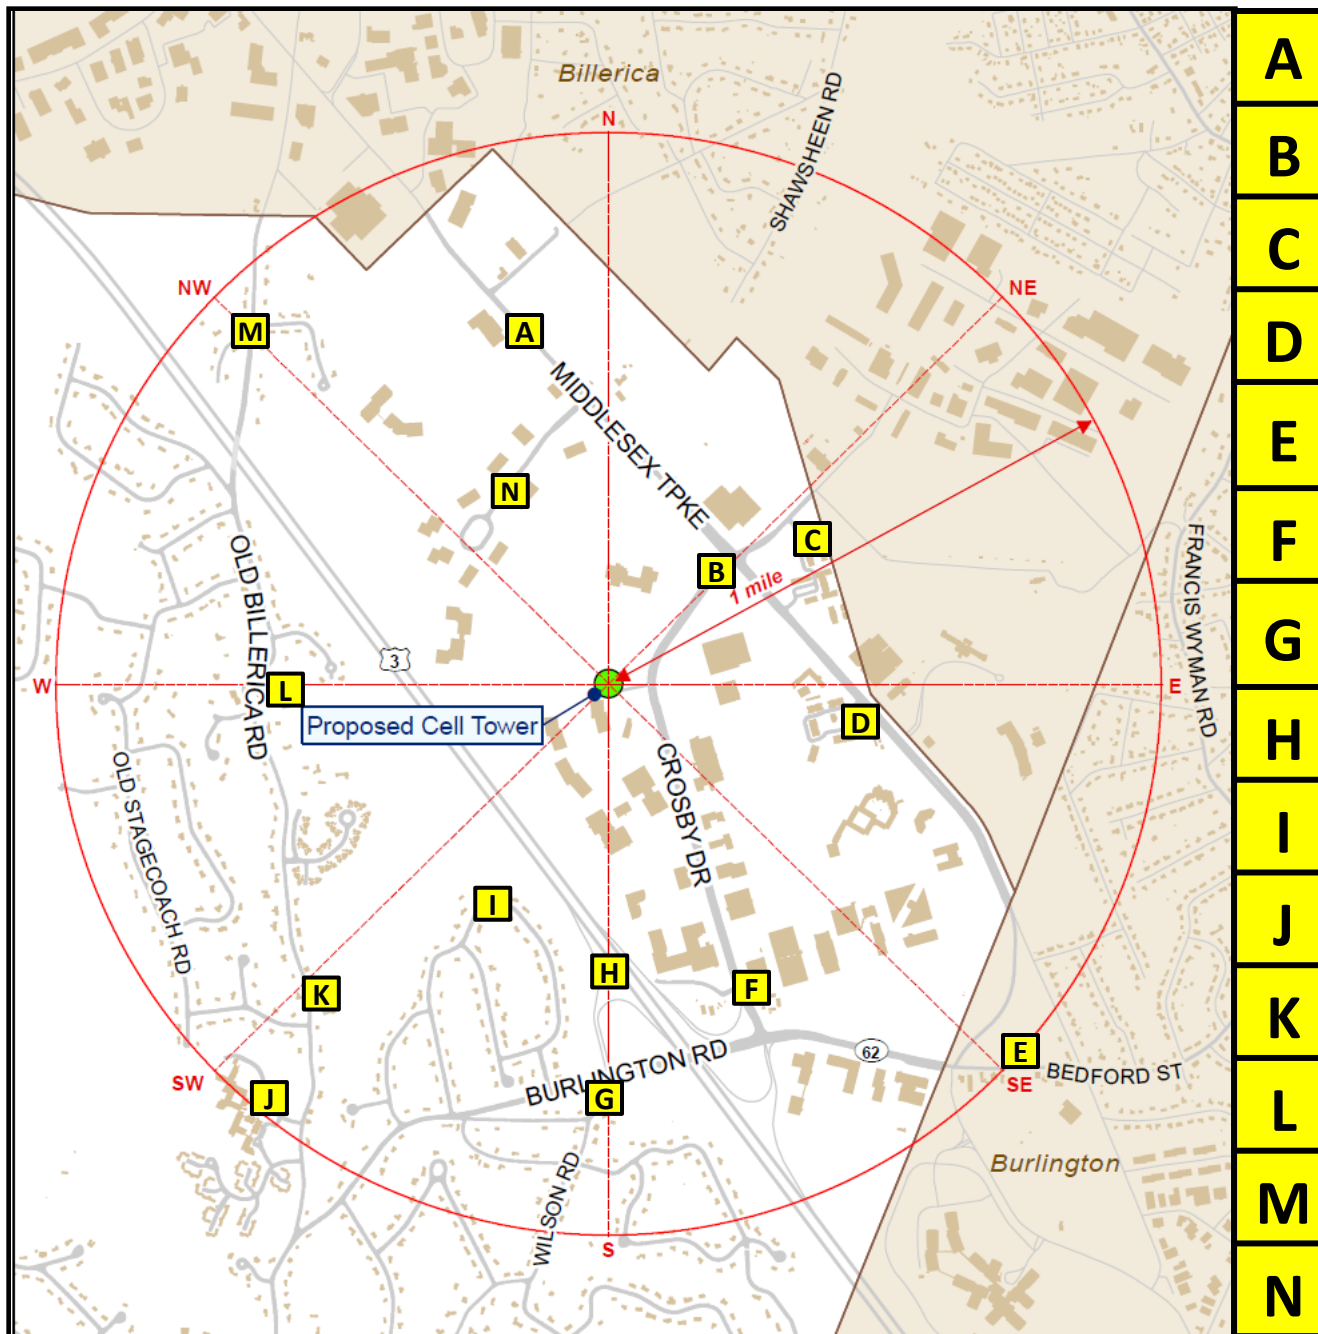 Billerica
N
SHAWSHEEN RD
NW
NE
M
A
MIDDLESEX TPKE
N
C
B
1 mile
OLD BILLERICA RD
FRANCIS WYMAN RD
3
W
L
E
Proposed Cell Tower
D
CROSBY DR
OLD STAGECOACH RD
I
H
F
K
BURLINGTON RD
62
E
SW
J
G
SE
BEDFORD ST
WILSON RD
Burlington
S
A
B
C
D
E
F
G
H
I
J
K
L
M
N